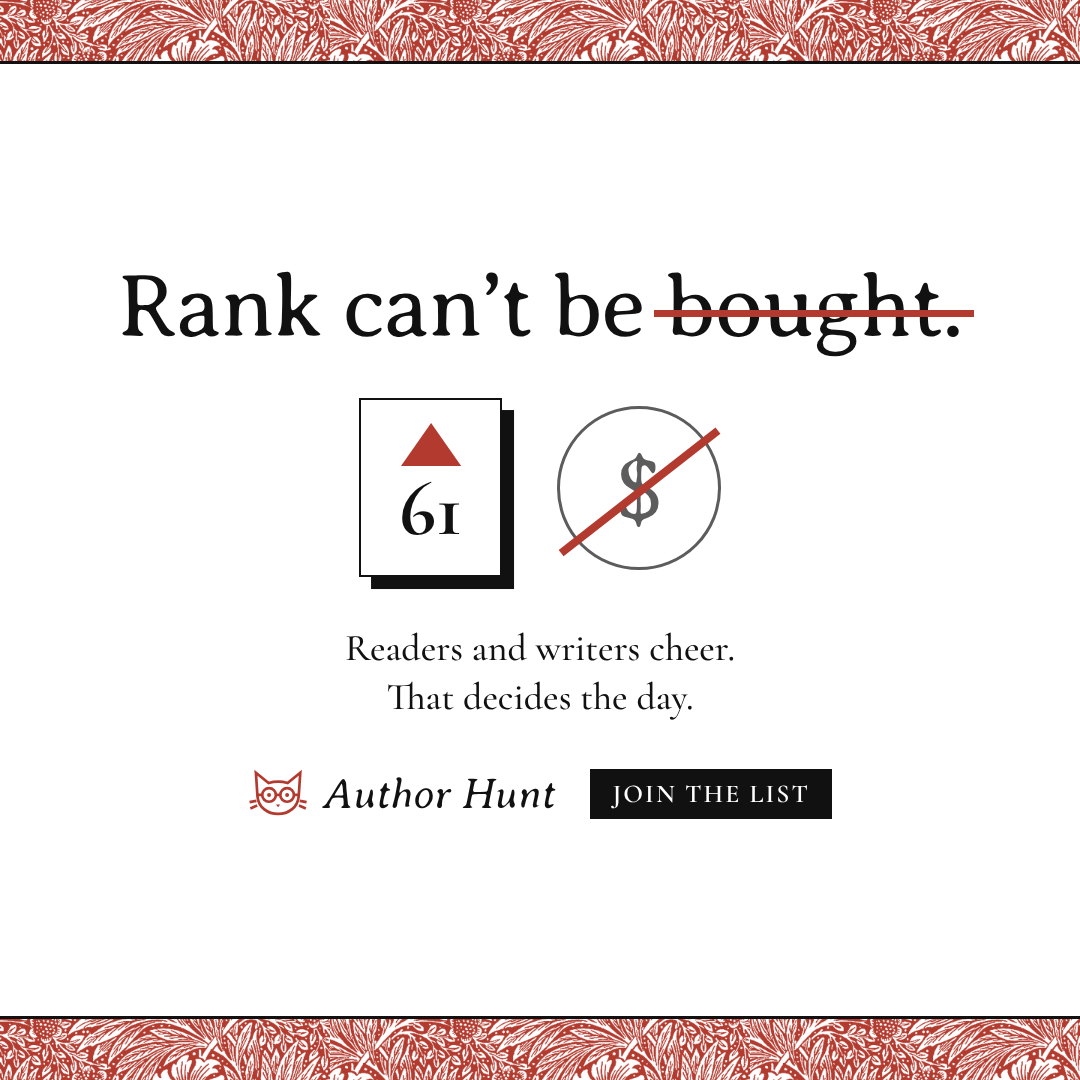 Rank can’t be bought.
61
$
Readers and writers cheer.
That decides the day.
Author Hunt
JOIN THE LIST